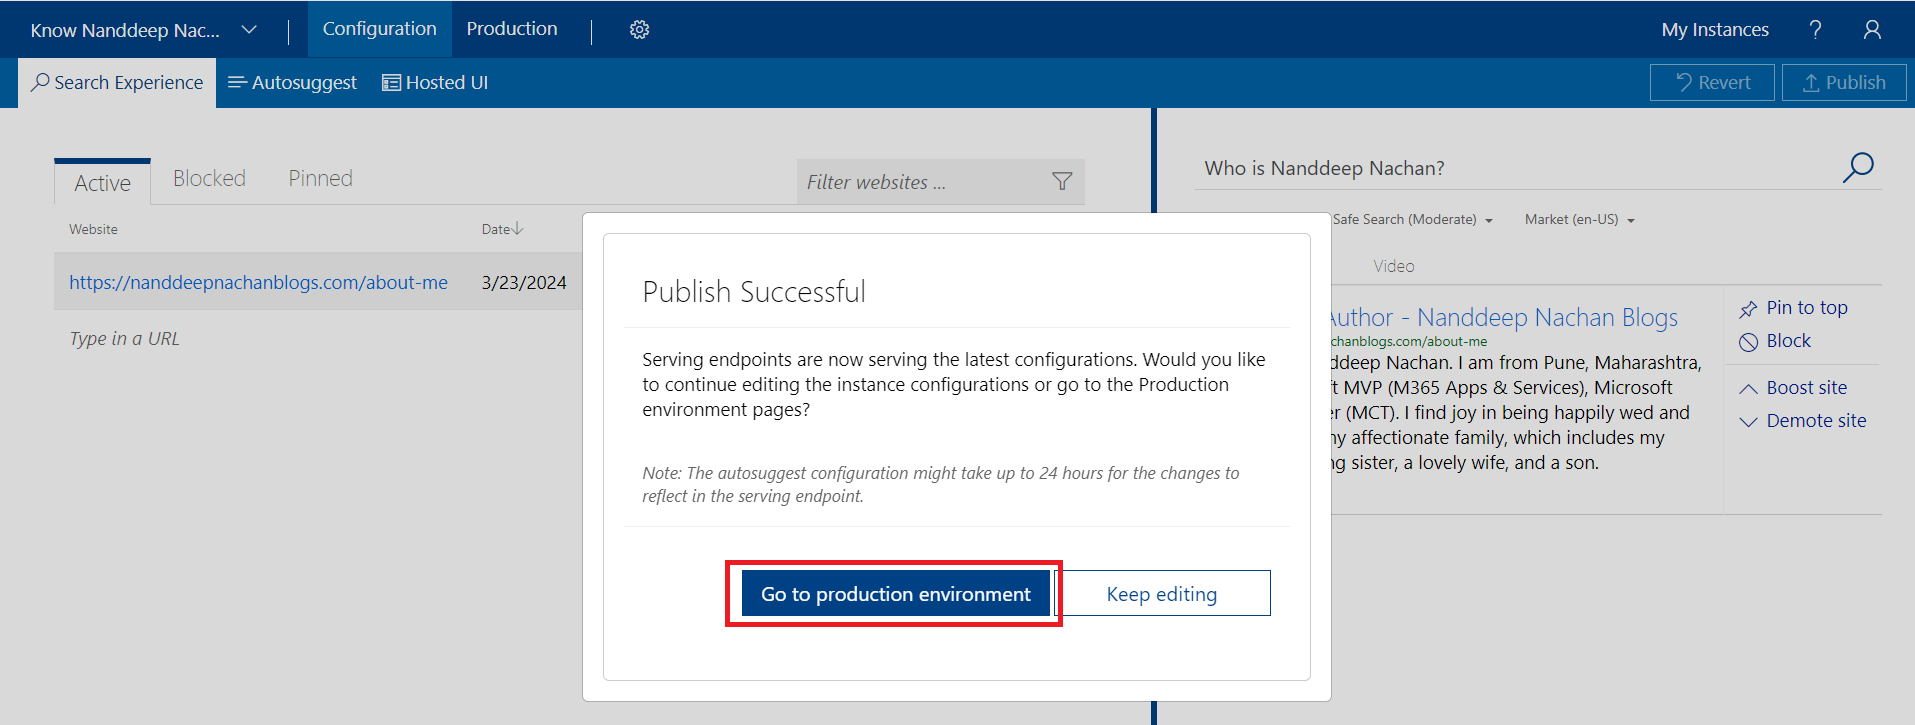 Know Nanddeep Nac... Configuration Production My Instances ?
Search Experience Autosuggest Hosted UI Revert Publish
Active Blocked Pinned Filter websites ...
Website Date
https://nanddeepnachanblogs.com/about-me 3/23/2024
Type in a URL
Publish Successful
Serving endpoints are now serving the latest configurations. Would you like
to continue editing the instance configurations or go to the Production
environment pages?
Note: The autosuggest configuration might take up to 24 hours for the changes to
reflect in the serving endpoint.
Go to production environment Keep editing
Who is Nanddeep Nachan?
Safe Search (Moderate) Market (en-US)
Video
Author - Nanddeep Nachan Blogs
chanblogs.com/about-me
ddeep Nachan. I am from Pune, Maharashtra,
ft MVP (M365 Apps & Services), Microsoft
er (MCT). I find joy in being happily wed and
ny affectionate family, which includes my
ng sister, a lovely wife, and a son.
Pin to top
Block
Boost site
Demote site